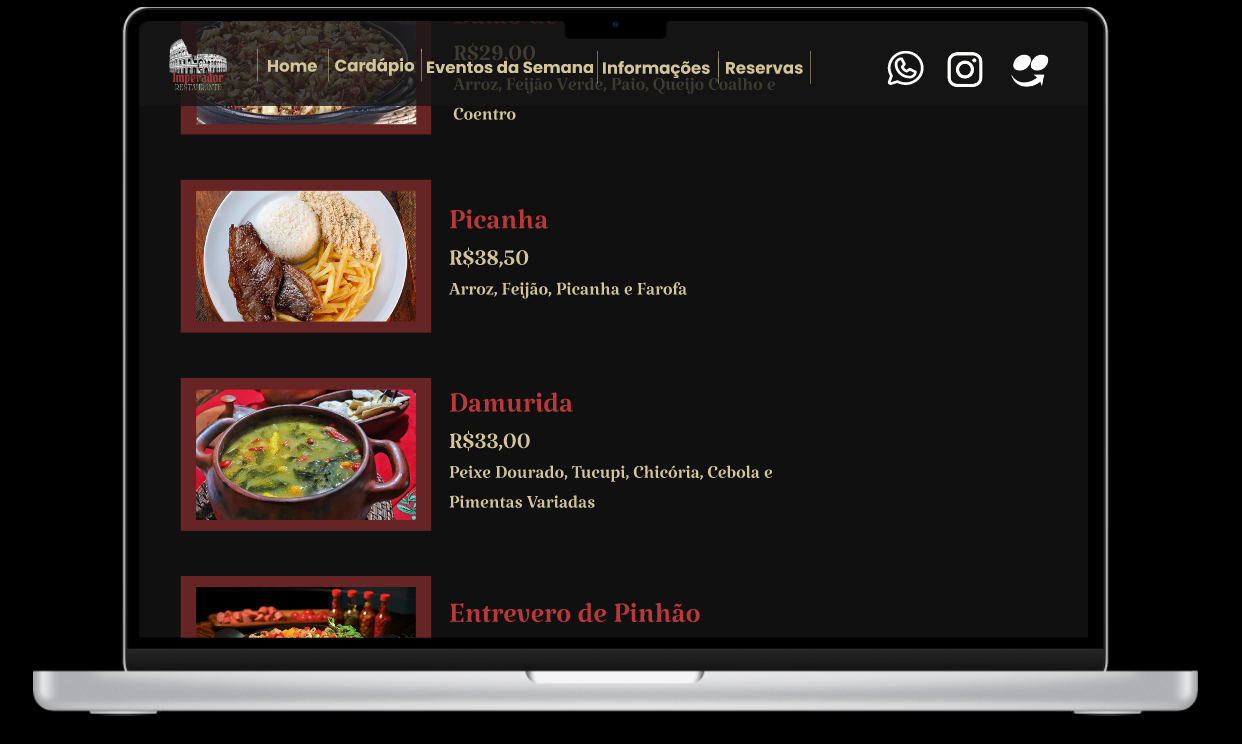 Imperador
RESTAURANTE
Home
Cardápio
Eventos da Semana
Informações
Reservas
R$29,00
Arroz, Feijão Verde, Paio, Queijo Coalho e
Coentro
Picanha
R$38,50
Arroz, Feijão, Picanha e Farofa
Damurida
R$33,00
Peixe Dourado, Tucupi, Chicória, Cebola e
Pimentas Variadas
Entrevero de Pinhão